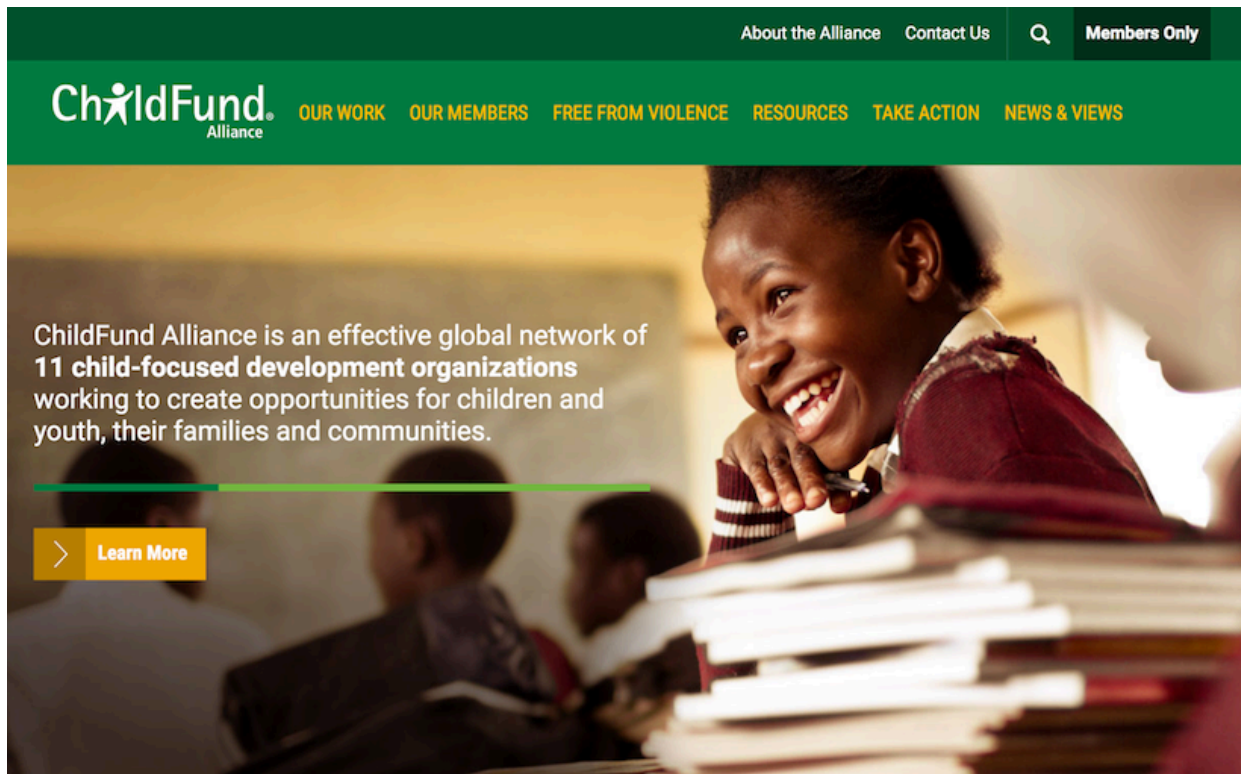 About the Alliance Contact Us Members Only
ChildFund®
Alliance
OUR WORK OUR MEMBERS FREE FROM VIOLENCE RESOURCES TAKE ACTION NEWS & VIEWS
ChildFund Alliance is an effective global network of
11 child-focused development organizations
working to create opportunities for children and
youth, their families and communities.
Learn More